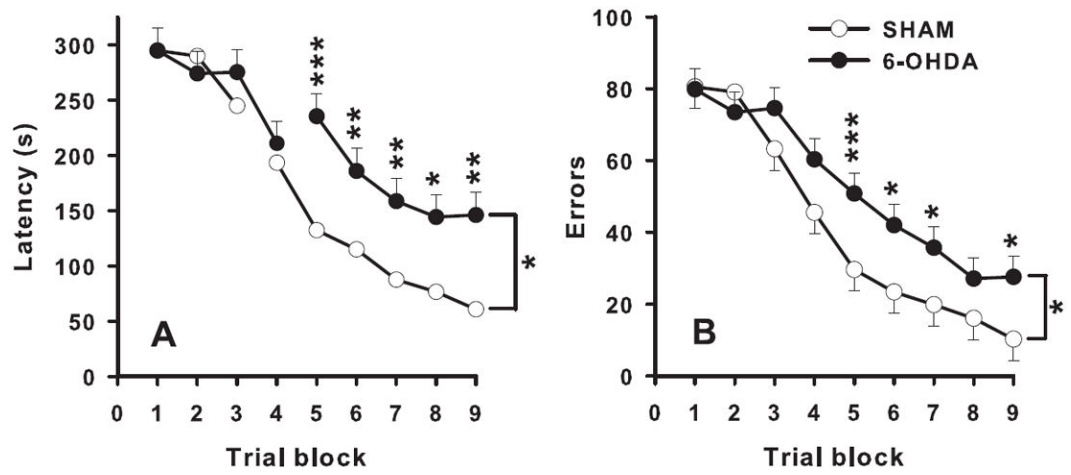 300
250
200
150
100
50
0
Latency (s)
A
***
**
**
*
**
*
0 1 2 3 4 5 6 7 8 9
Trial block
100
80
60
40
20
0
Errors
B
SHAM
6-OHDA
***
*
*
*
*
0 1 2 3 4 5 6 7 8 9
Trial block